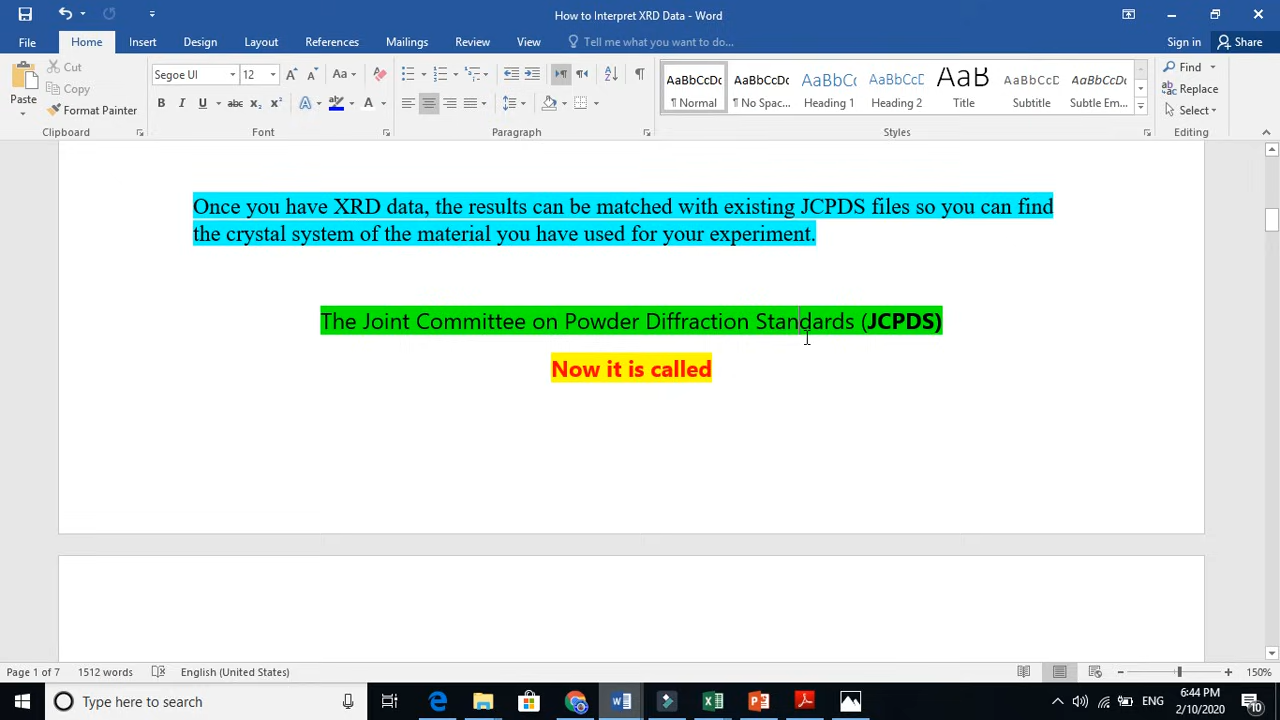 How to Interpret XRD Data - Word
File Home Insert Design Layout References Mailings Review View Tell me what you want to do... Sign in Share
Paste
Cut
Copy
Format Painter
Clipboard
Segoe UI 12
Font
Paragraph
AaBbCcDc AaBbCcDc AaBbCc AaBbCcD AaB AaBbCcD AaBbCcD
¶ Normal ¶ No Spac... Heading 1 Heading 2 Title Subtitle Subtle Em...
Styles
Find
Replace
Select
Editing
Once you have XRD data, the results can be matched with existing JCPDS files so you can find
the crystal system of the material you have used for your experiment.
The Joint Committee on Powder Diffraction Standards (JCPDS)
Now it is called
Page 1 of 7 1512 words English (United States) 150%
Type here to search
ENG
6:44 PM
2/10/2020
10